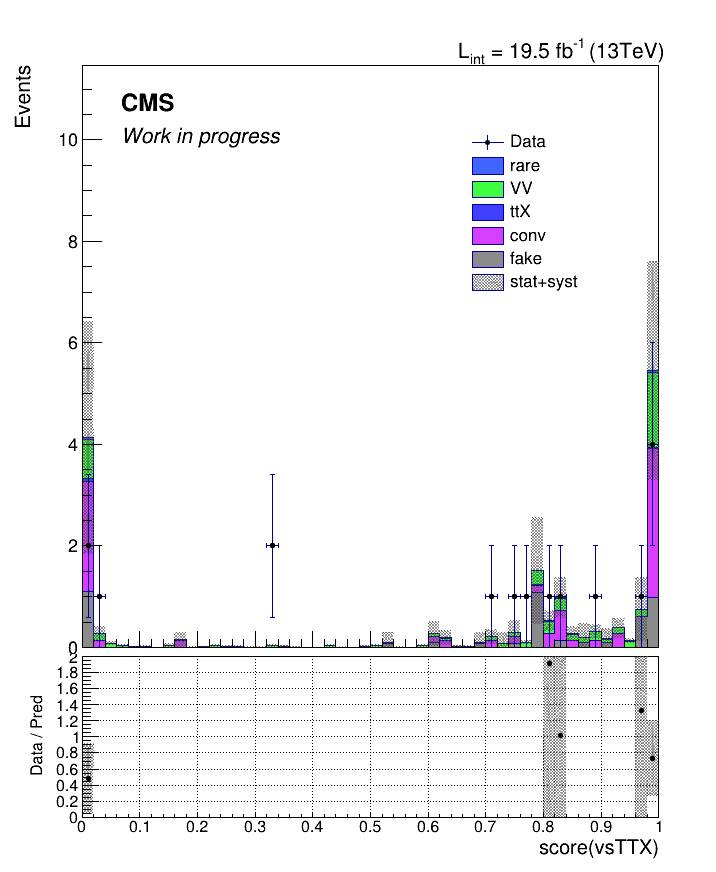 L_int = 19.5 fb^-1 (13TeV)
Events
CMS
Work in progress
Data
rare
VV
ttX
conv
fake
stat+syst
10
8
6
4
2
0
Data / Pred
2
1.8
1.6
1.4
1.2
1
0.8
0.6
0.4
0.2
0
0 0.1 0.2 0.3 0.4 0.5 0.6 0.7 0.8 0.9 1
score(vsTTX)